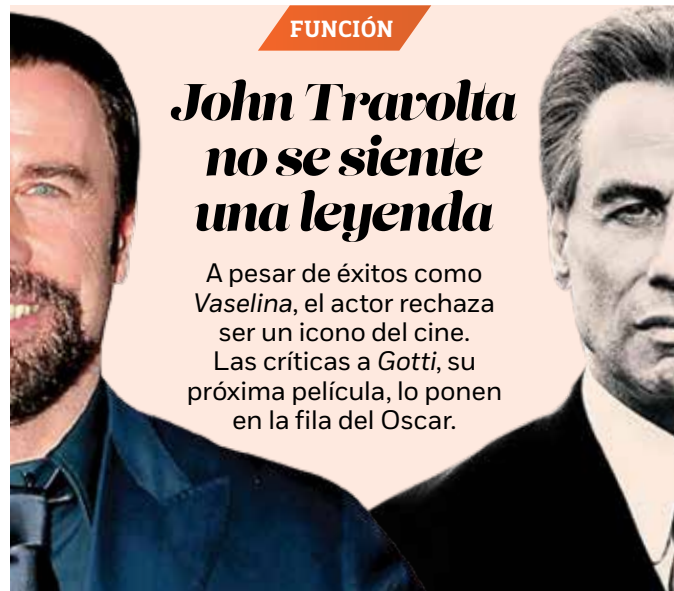 FUNCIÓN
John Travolta
no se siente
una leyenda
A pesar de éxitos como
Vaselina, el actor rechaza
ser un icono del cine.
Las críticas a Gotti, su
próxima película, lo ponen
en la fila del Oscar.